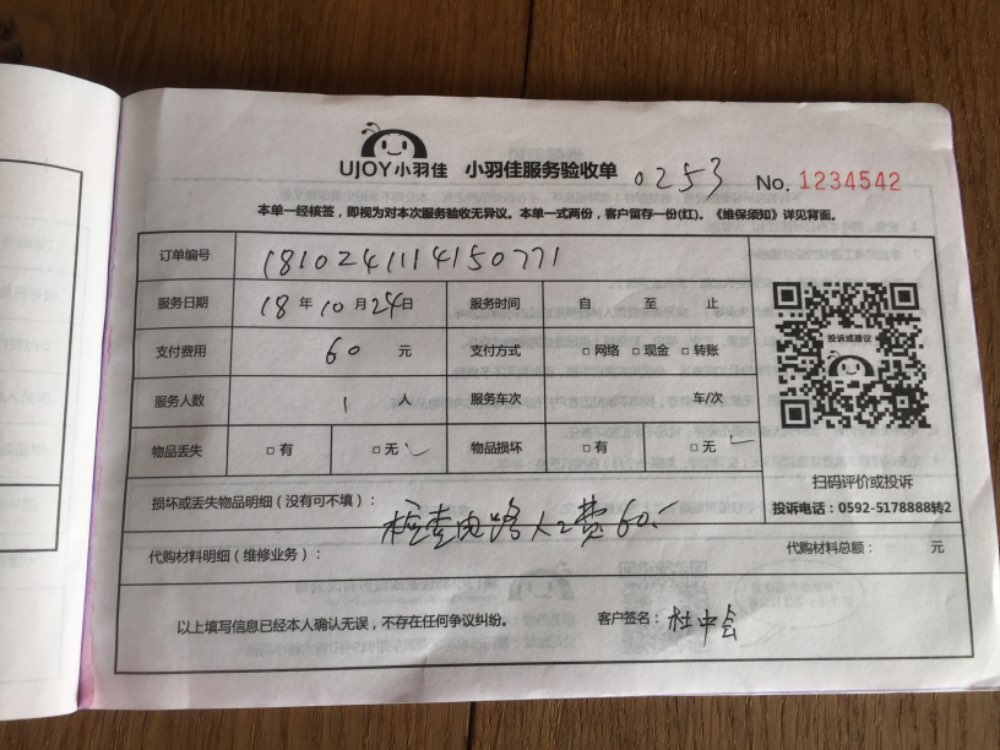 UJOY小羽佳 小羽佳服务验收单 0253 No. 1234542
本单一经核签，即视为对本次服务验收无异议。本单一式两份，客户留存一份(红)。《维保须知》详见背面。
订单编号 1810241114150771
服务日期 18 年 10 月 24日 服务时间 自 至 止
支付费用 60 元 支付方式 □ 网络 □ 现金 □ 转账
服务人数 1 人 服务车次 车/次
物品丢失 □ 有 □ 无 ✓ 物品损坏 □ 有 □ 无 ✓
投诉或建议
扫码评价或投诉
投诉电话：0592-5178888转2
损坏或丢失物品明细（没有可不填）：
检查电路人工费60.-
代购材料明细（维修业务）： 代购材料总额： 元
以上填写信息已经本人确认无误，不存在任何争议纠纷。 客户签名：杜中会